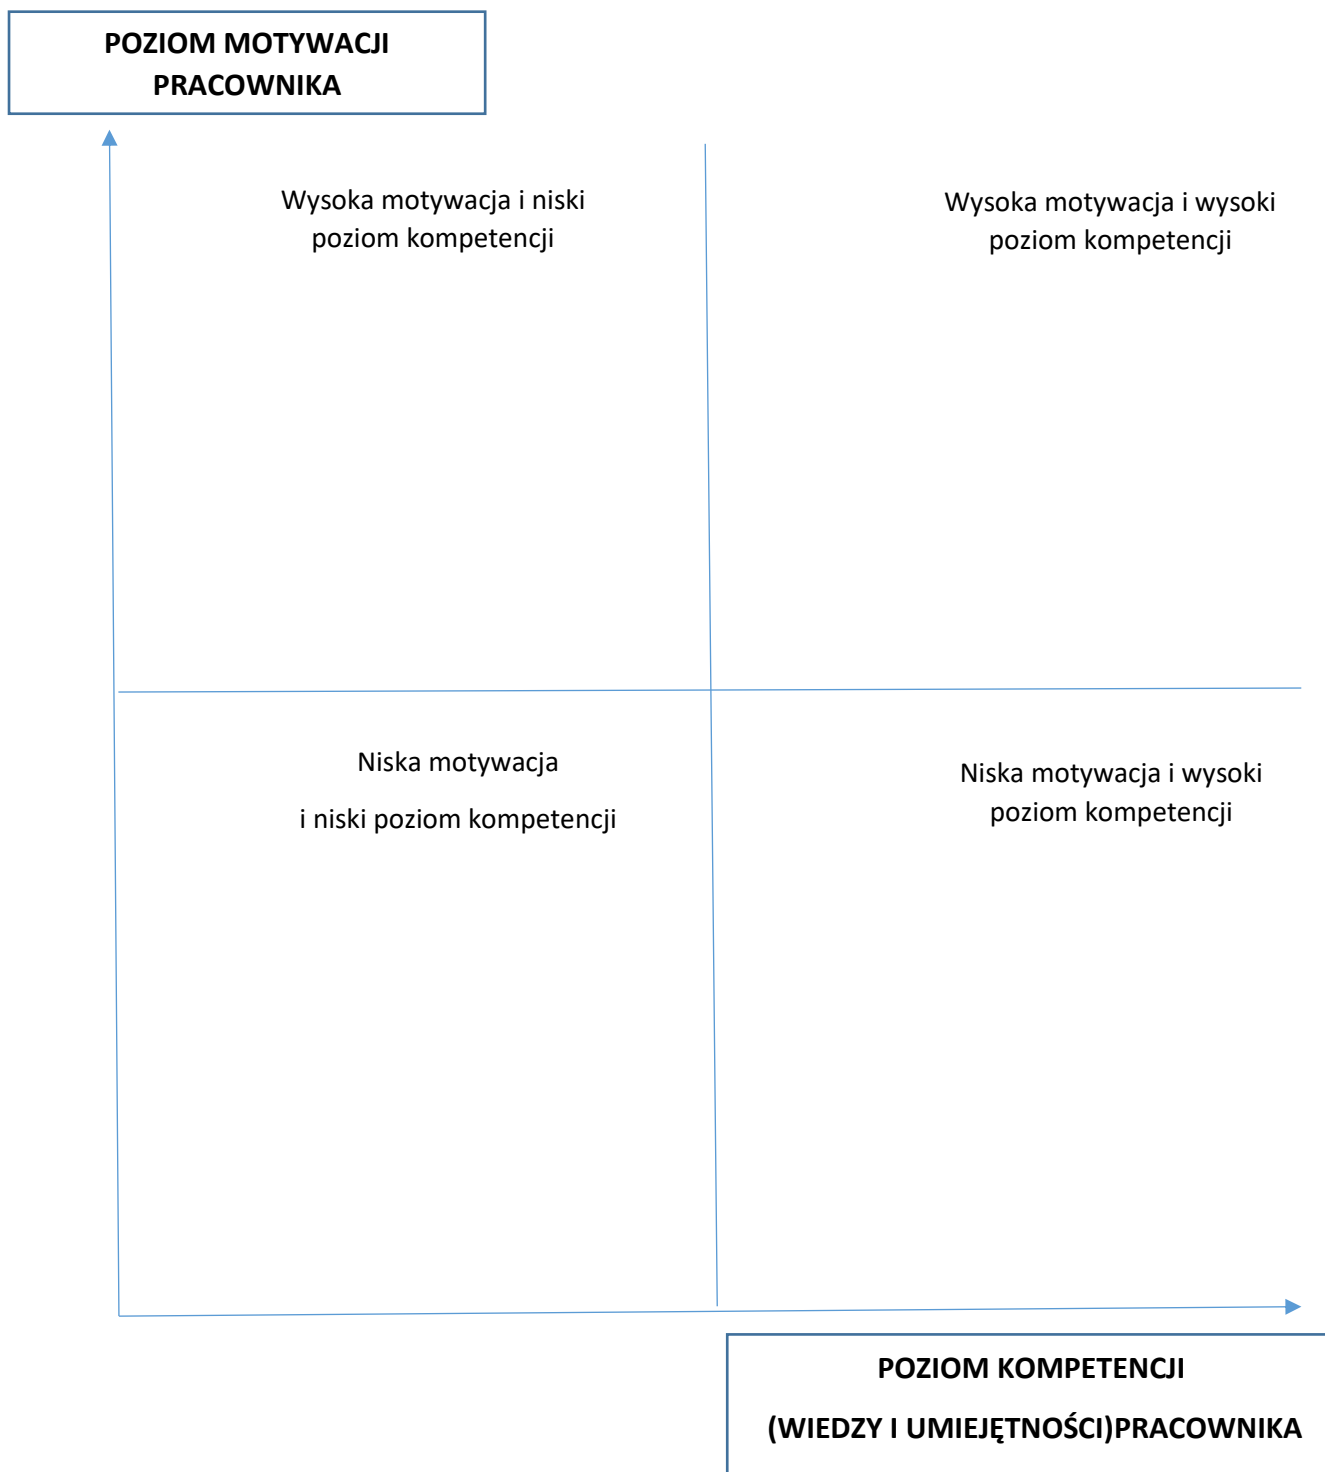 POZIOM MOTYWACJI
PRACOWNIKA
Wysoka motywacja i niski
poziom kompetencji
Wysoka motywacja i wysoki
poziom kompetencji
Niska motywacja
i niski poziom kompetencji
Niska motywacja i wysoki
poziom kompetencji
POZIOM KOMPETENCJI
(WIEDZY I UMIEJĘTNOŚCI)PRACOWNIKA